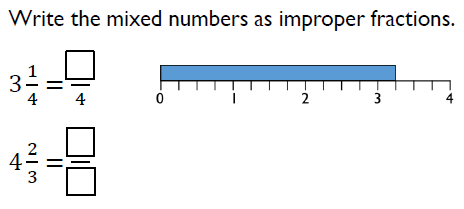 Write the mixed numbers as improper fractions.
3 1/4 = □/4
0 1 2 3 4
4 2/3 = □/□